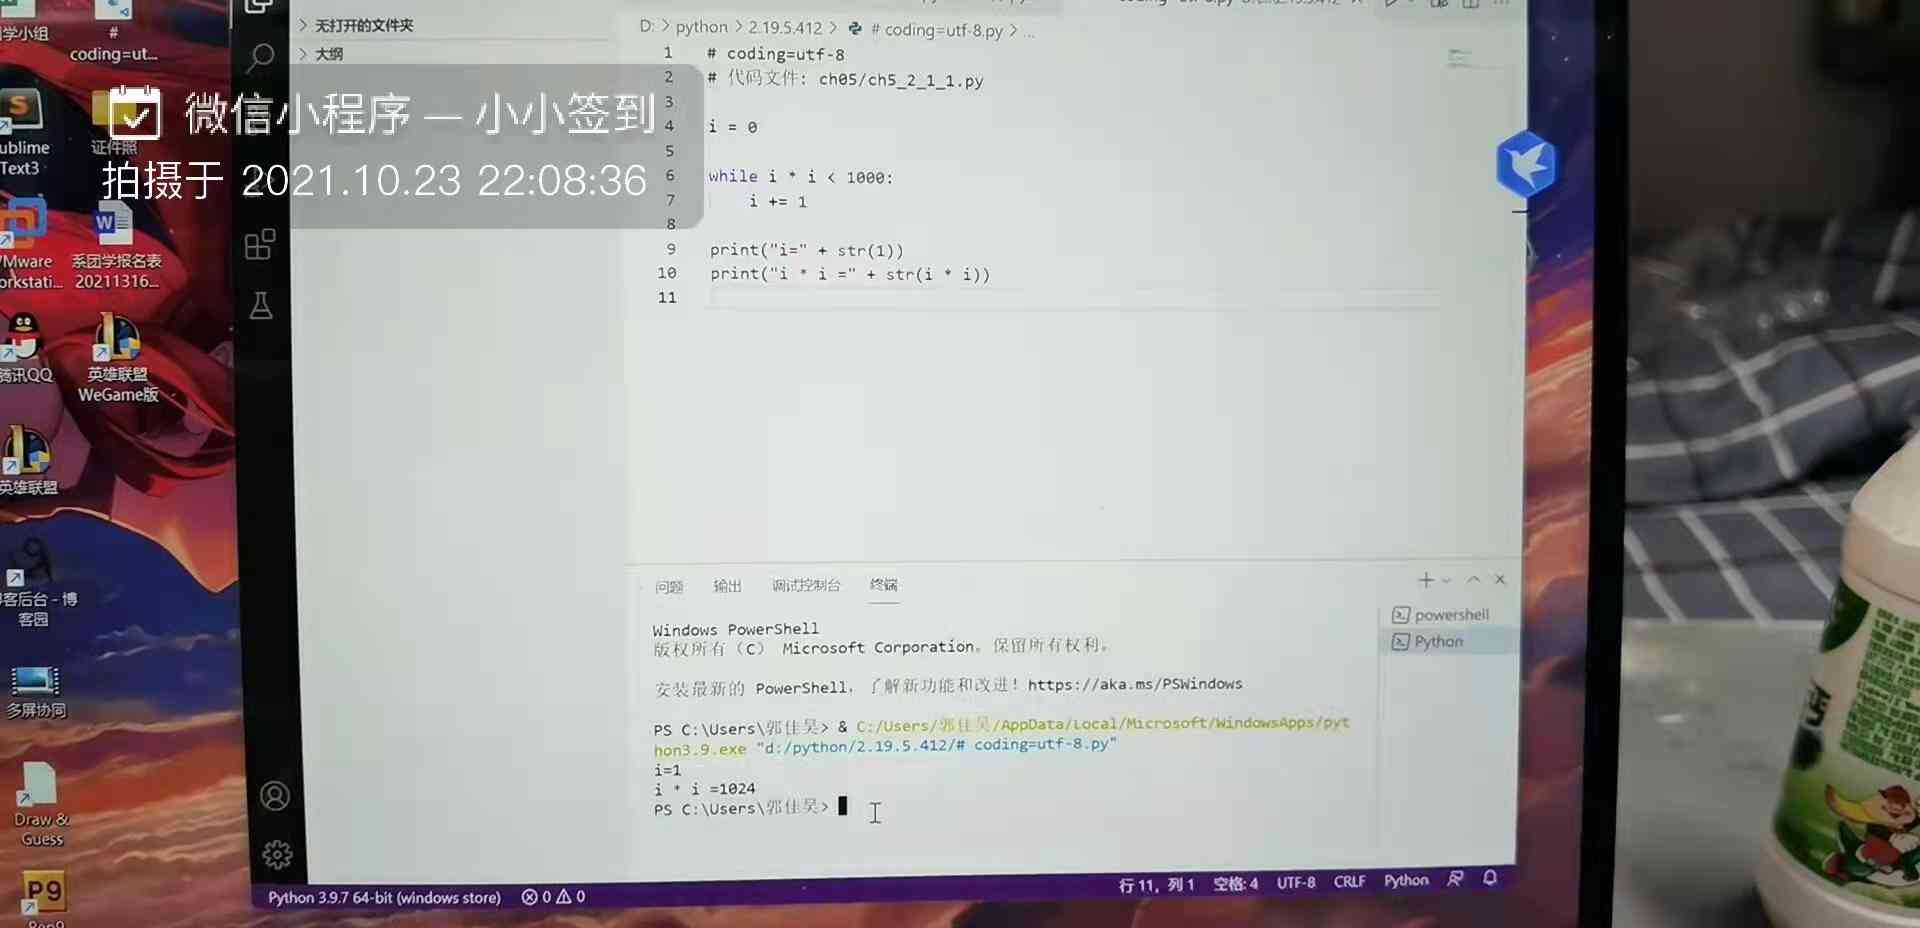 学小组
#
coding=ut...
ublime
Text3
证件照
VMware
orkstati...
系团学报名表
20211316...
腾讯QQ
英雄联盟
WeGame版
英雄联盟
客后台 - 博
客园
多屏协同
Draw &
Guess
P9
微信小程序 — 小小签到
拍摄于 2021.10.23 22:08:36
无打开的文件夹
大纲
D: > python > 2.19.5.412 > # coding=utf-8.py > ...
1 # coding=utf-8
2 # 代码文件: ch05/ch5_2_1_1.py
3
4 i = 0
5
6 while i * i < 1000:
7 i += 1
8
9 print("i=" + str(1))
10 print("i * i =" + str(i * i))
11
问题 输出 调试控制台 终端
powershell
Python
Windows PowerShell
版权所有 (C) Microsoft Corporation。保留所有权利。
安装最新的 PowerShell，了解新功能和改进！https://aka.ms/PSWindows
PS C:\Users\郭佳昊> & C:/Users/郭佳昊/AppData/Local/Microsoft/WindowsApps/pyt
hon3.9.exe "d:/python/2.19.5.412/# coding=utf-8.py"
i=1
i * i =1024
PS C:\Users\郭佳昊>
Python 3.9.7 64-bit (windows store) 0 0 行 11, 列 1 空格: 4 UTF-8 CRLF Python